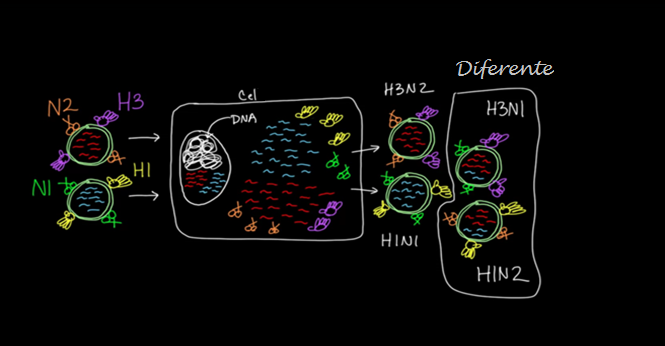 Diferente
Cel
DNA
N2
H3
N1
H1
H3N2
H1N1
H3N1
H1N2